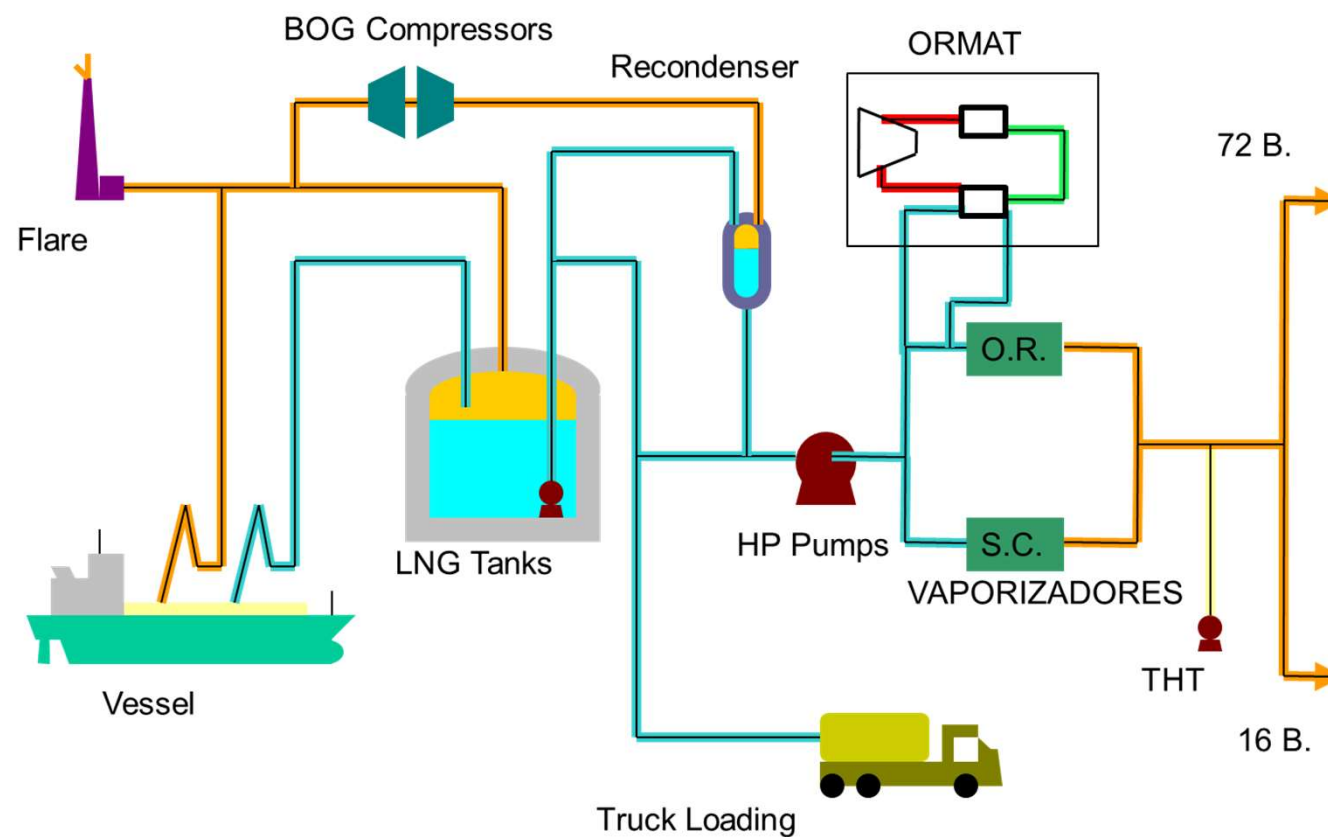 BOG Compressors
ORMAT
Recondenser
72 B.
Flare
O.R.
LNG Tanks
HP Pumps
S.C.
VAPORIZADORES
THT
Vessel
16 B.
Truck Loading